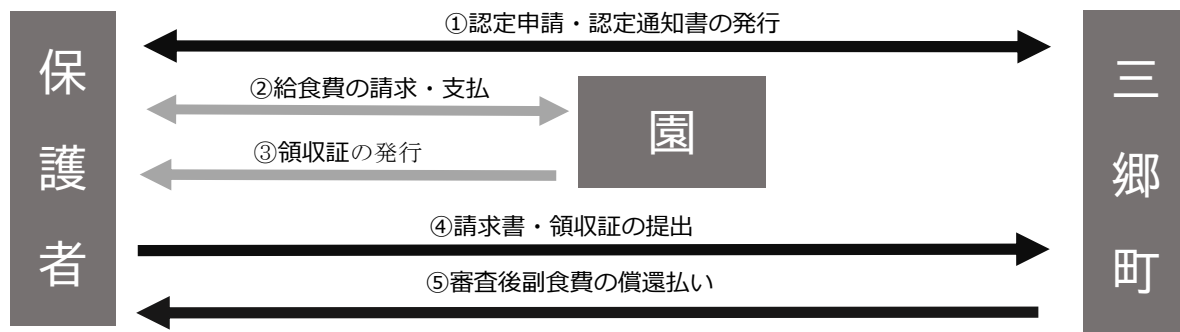 保護者
①認定申請・認定通知書の発行
②給食費の請求・支払
園
③領収証の発行
④請求書・領収証の提出
⑤審査後副食費の償還払い
三郷町